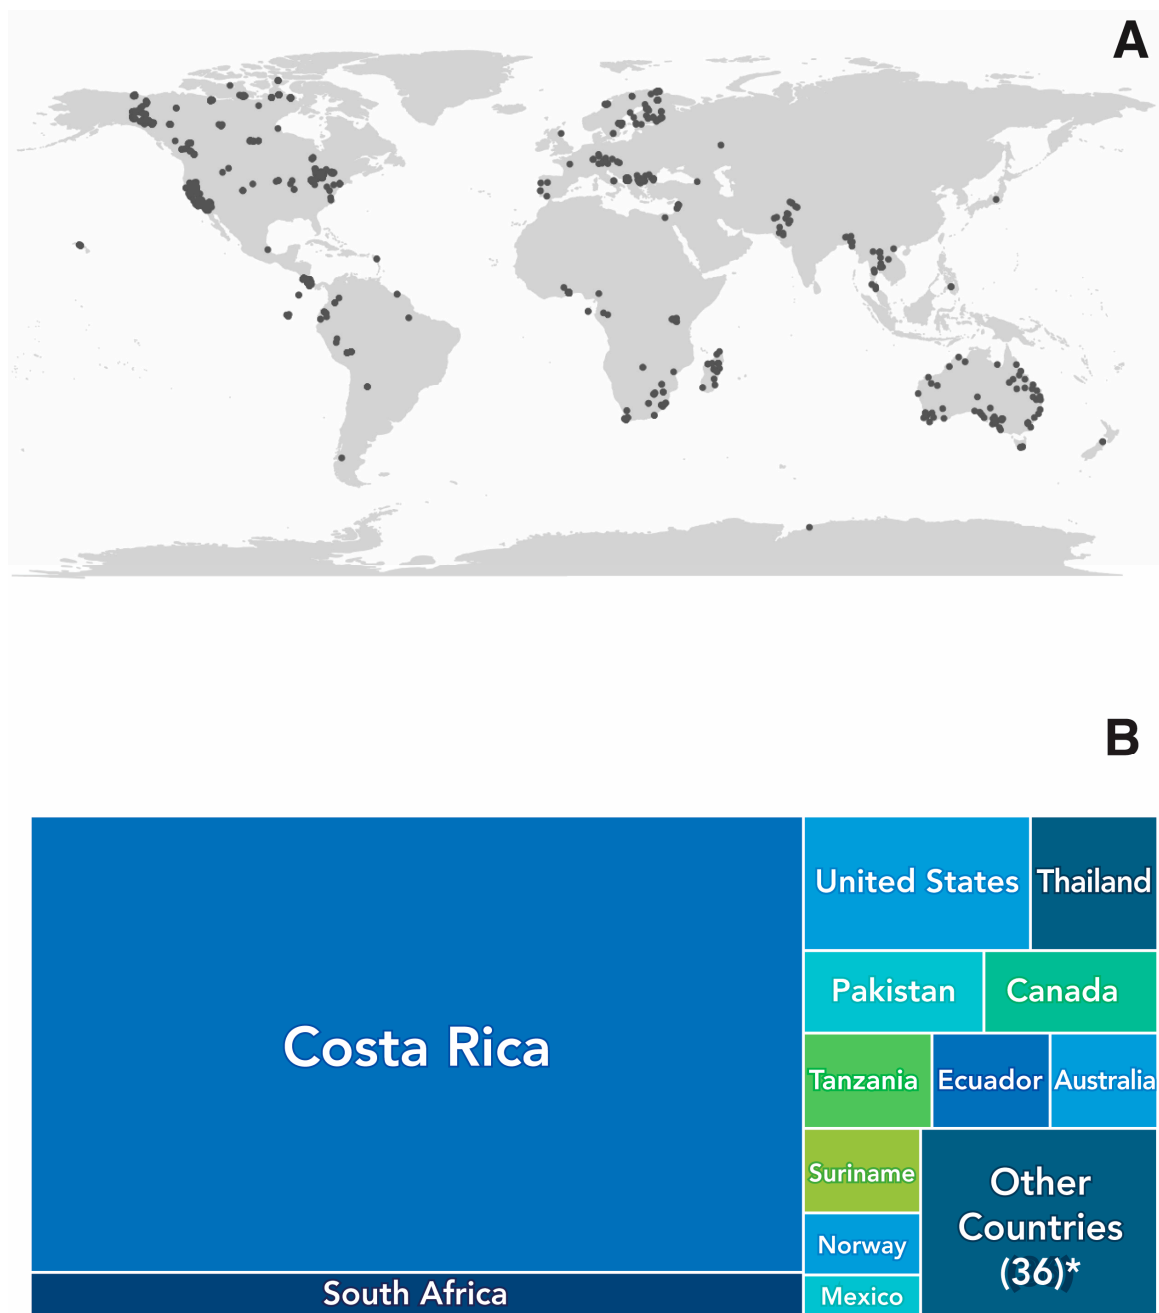 A
B
Costa Rica
South Africa
United States
Thailand
Pakistan
Canada
Tanzania
Ecuador
Australia
Suriname
Norway
Mexico
Other
Countries
(36)*